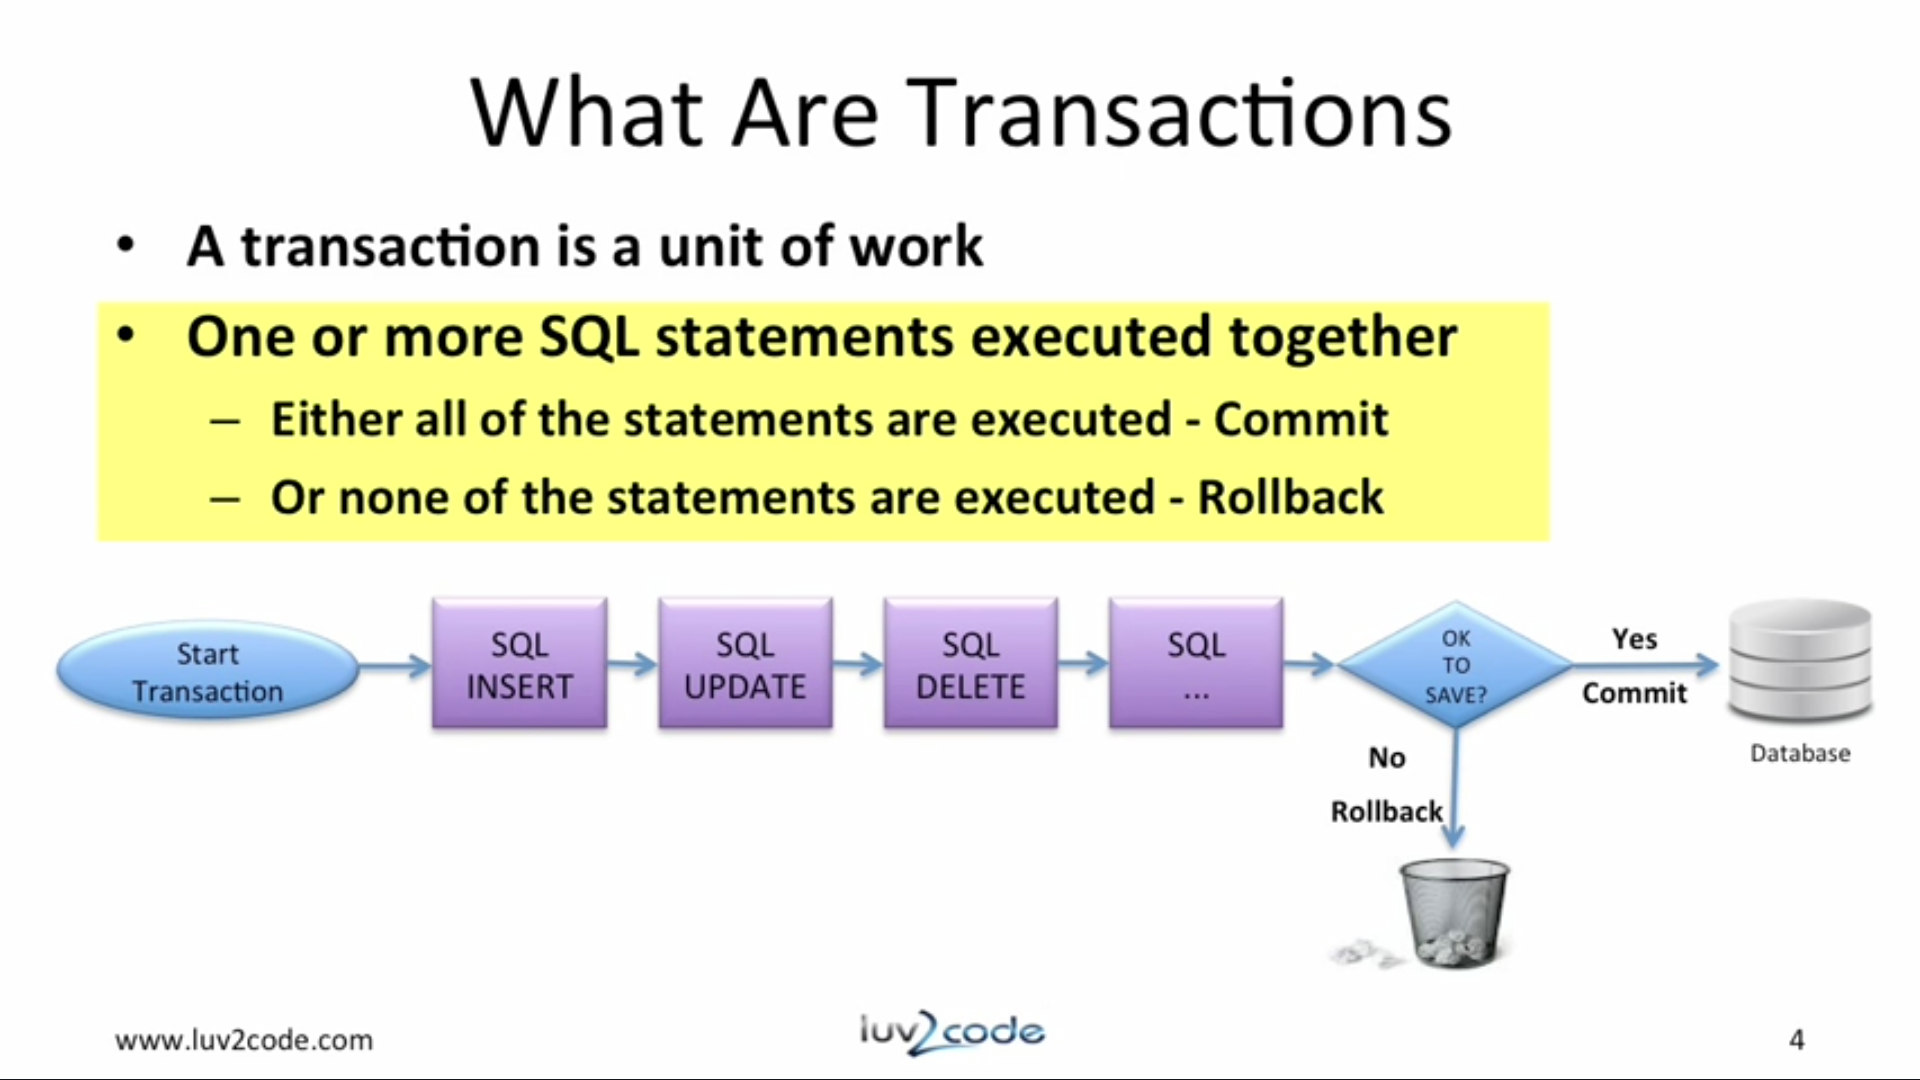 What Are Transactions
• A transaction is a unit of work
• One or more SQL statements executed together
– Either all of the statements are executed - Commit
– Or none of the statements are executed - Rollback
Start
Transaction
SQL
INSERT
SQL
UPDATE
SQL
DELETE
SQL
...
OK
TO
SAVE?
Yes
Commit
Database
No
Rollback
www.luv2code.com
luv2code
4